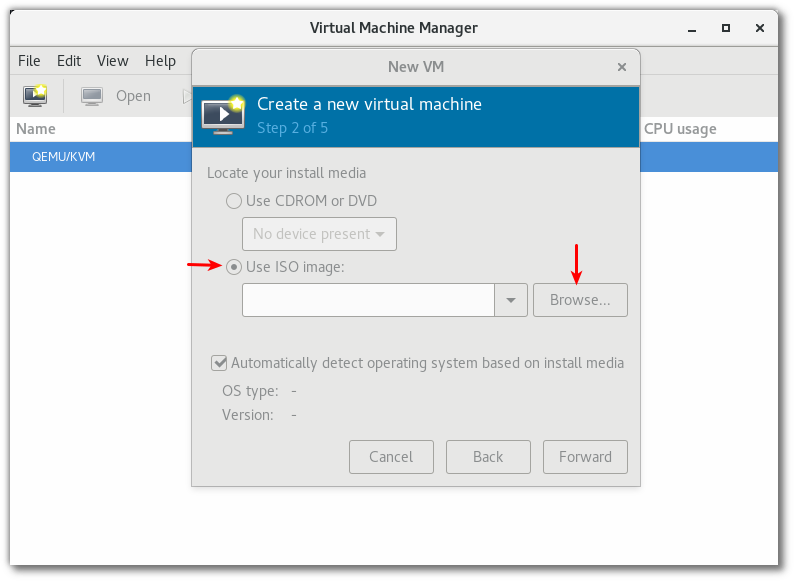 Virtual Machine Manager
File Edit View Help
New VM
Open
Create a new virtual machine
Step 2 of 5
Name CPU usage
QEMU/KVM
Locate your install media
Use CDROM or DVD
No device present
Use ISO image:
Browse...
Automatically detect operating system based on install media
OS type: -
Version: -
Cancel Back Forward